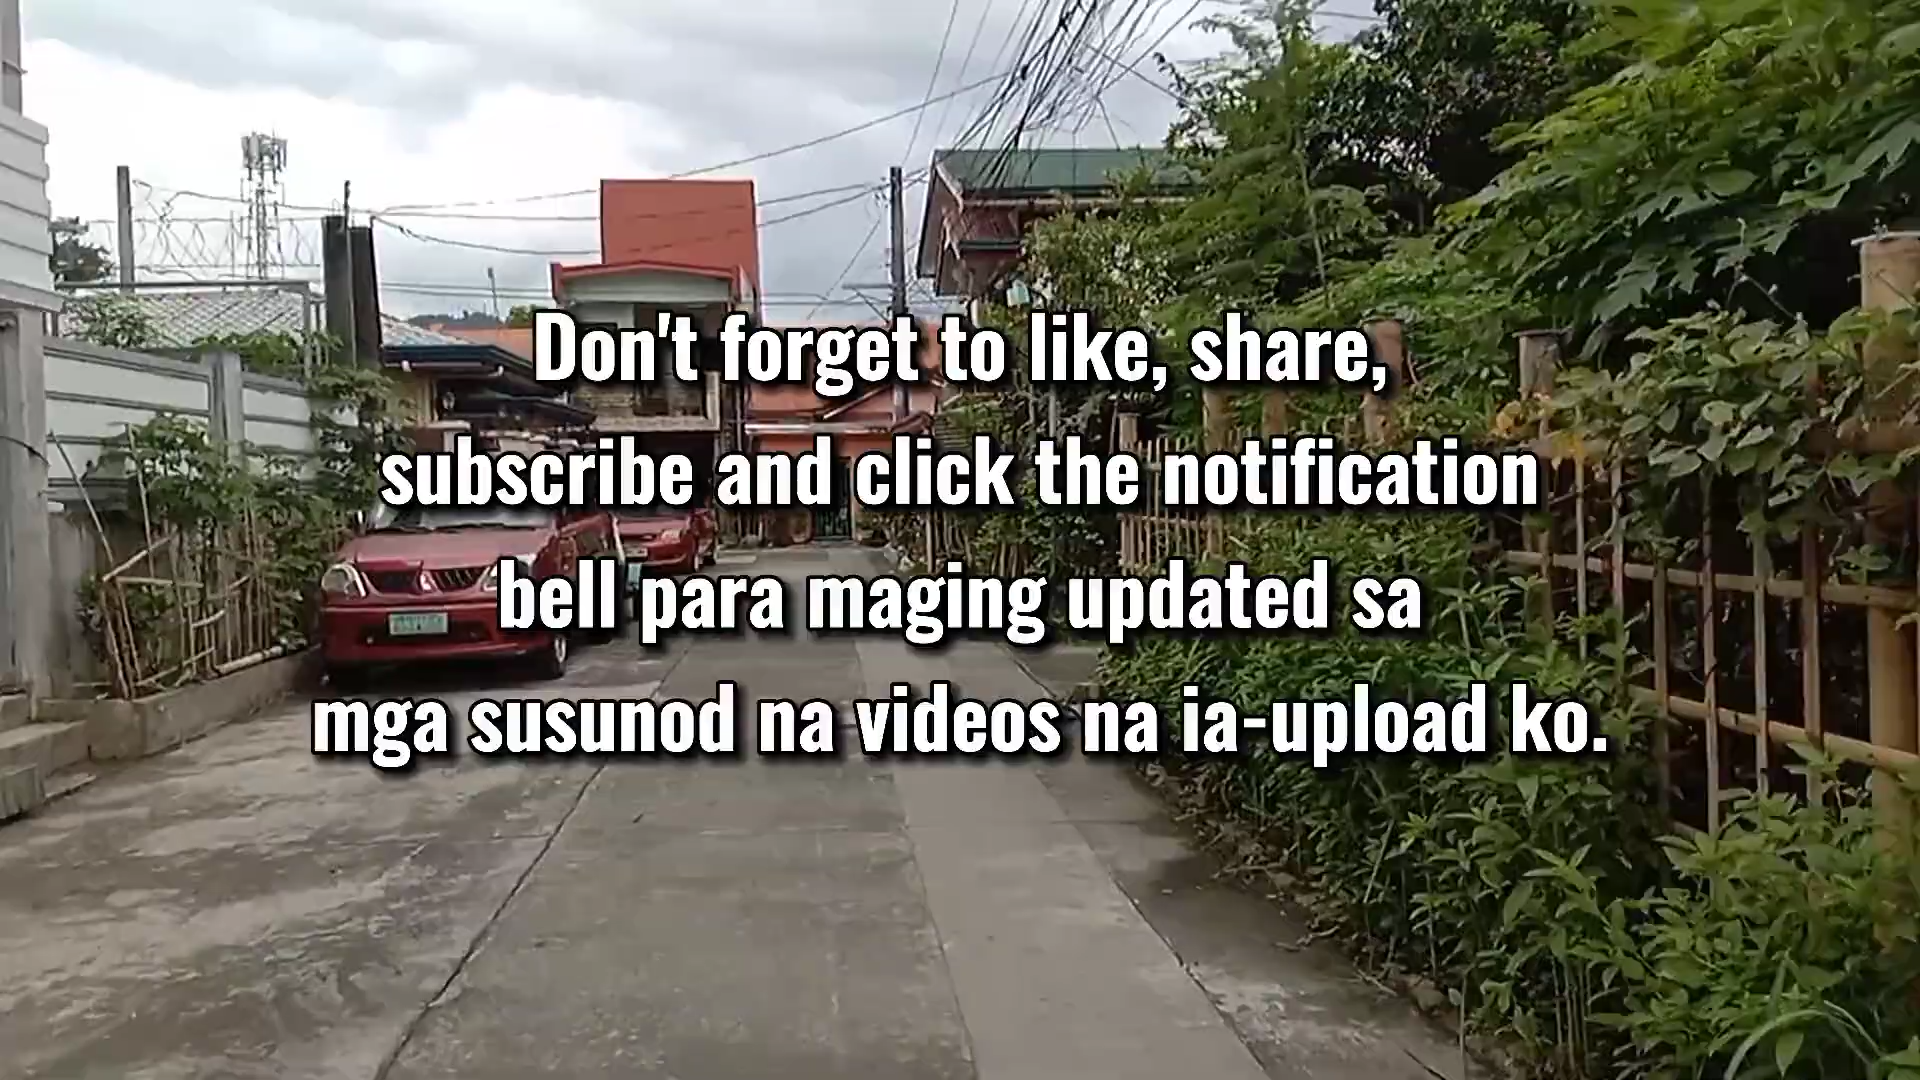 Don't forget to like, share,
subscribe and click the notification
bell para maging updated sa
mga susunod na videos na ia-upload ko.